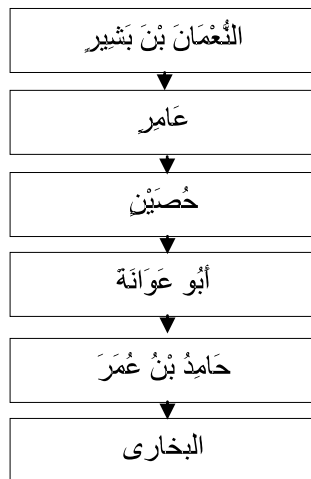 النُّعْمَانَ بْنَ بَشِيرٍ
عَامِرٍ
حُصَيْنٍ
أَبُو عَوَانَةَ
حَامِدُ بْنُ عُمَرَ
البخارى